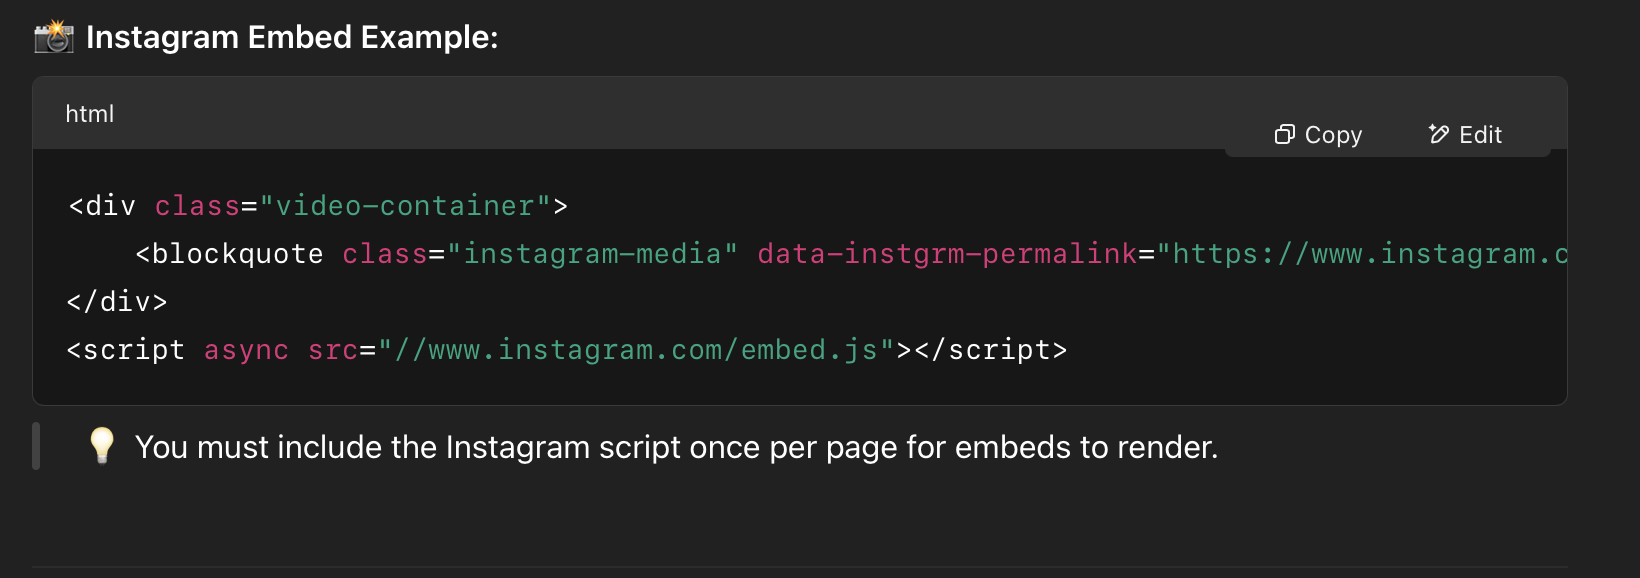 📸 Instagram Embed Example:
html
Copy Edit
<div class="video-container">
<blockquote class="instagram-media" data-instgrm-permalink="https://www.instagram.c
</div>
<script async src="//www.instagram.com/embed.js"></script>
💡 You must include the Instagram script once per page for embeds to render.